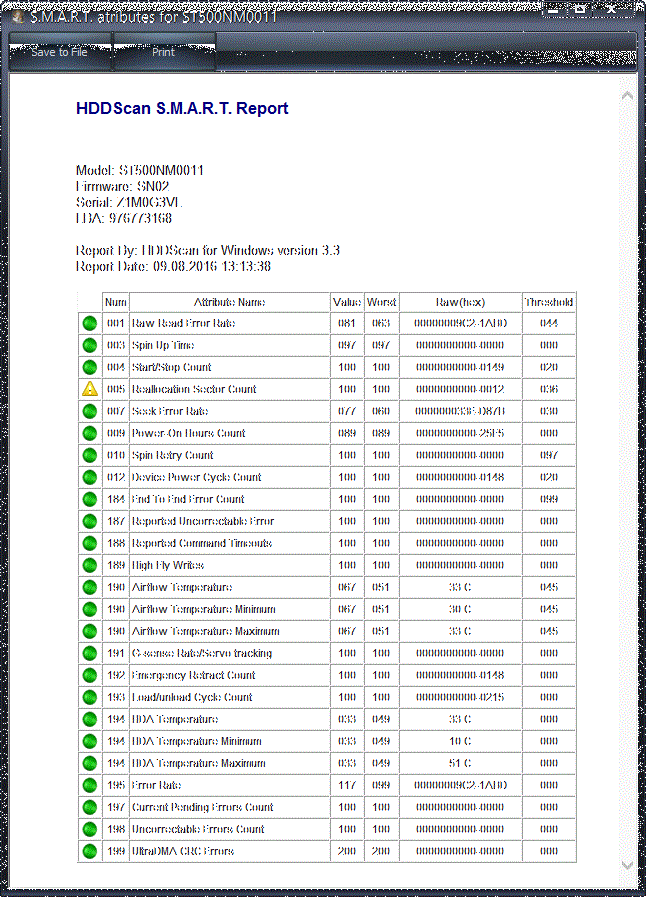 S.M.A.R.T. atributes for ST500NM0011
Save to File Print
HDDScan S.M.A.R.T. Report
Model: ST500NM0011
Firmware: SN02
Serial: Z1M0G3VL
LBA: 976773168
Report By: HDDScan for Windows version 3.3
Report Date: 09.08.2016 13:13:38
Num Attribute Name Value Worst Raw(hex) Threshold
001 Raw Read Error Rate 081 063 00000009C2-1ABD 044
003 Spin Up Time 097 097 0000000000-0000 000
004 Start/Stop Count 100 100 0000000000-0149 020
005 Reallocation Sector Count 100 100 0000000000-0012 036
007 Seek Error Rate 077 060 030
009 Power-On Hours Count 089 089 0000000000-25F5 000
010 Spin Retry Count 100 100 0000000000-0000 097
012 Device Power Cycle Count 100 100 0000000000-0148 020
184 End To End Error Count 100 100 0000000000-0000 099
187 Reported Uncorrectable Error 100 100 0000000000-0000 000
188 Reported Command Timeouts 100 100 0000000000-0000 000
189 High Fly Writes 100 100 0000000000-0000 000
190 Airflow Temperature 067 051 33 C 045
190 Airflow Temperature Minimum 067 051 30 C 045
190 Airflow Temperature Maximum 067 051 33 C 045
191 G-sense Rate/Servo tracking 100 100 0000000000-0000 000
192 Emergency Retract Count 100 100 0000000000-0148 000
193 Load/unload Cycle Count 100 100 0000000000-0215 000
194 HDA Temperature 033 049 33 C 000
194 HDA Temperature Minimum 033 049 10 C 000
194 HDA Temperature Maximum 033 049 51 C 000
195 Error Rate 117 099 00000009C2-1ABD 000
197 Current Pending Errors Count 100 100 0000000000-0000 000
198 Uncorrectable Errors Count 100 100 0000000000-0000 000
199 UltraDMA CRC Errors 200 200 0000000000-0000 000